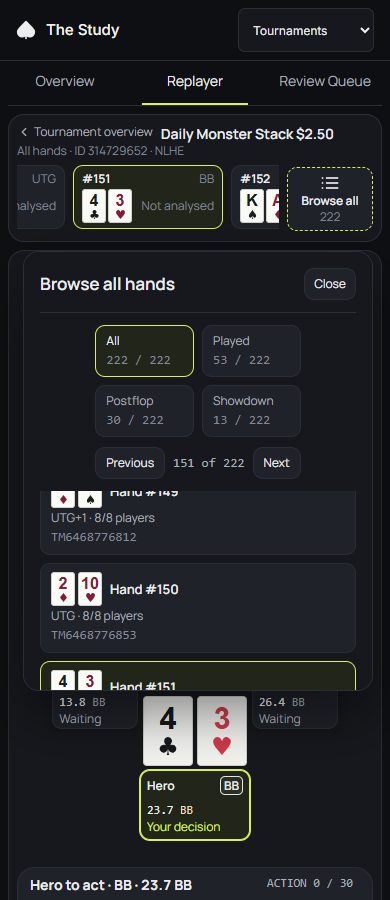 The Study
Tournaments
Overview
Replayer
Review Queue
Tournament overview
Daily Monster Stack $2.50
All hands · ID 314729652 · NLHE
UTG
#151
BB
#152
4
3
Not analysed
K
A
Browse all
222
Browse all hands
Close
All
222 / 222
Played
53 / 222
Postflop
30 / 222
Showdown
13 / 222
Previous
151 of 222
Next
Hand #149
UTG+1 · 8/8 players
TM6468776812
2
10
Hand #150
UTG · 8/8 players
TM6468776853
4
3
Hand #151
13.8 BB
Waiting
4
3
26.4 BB
Waiting
Hero
BB
23.7 BB
Your decision
Hero to act · BB · 23.7 BB
ACTION 0 / 30